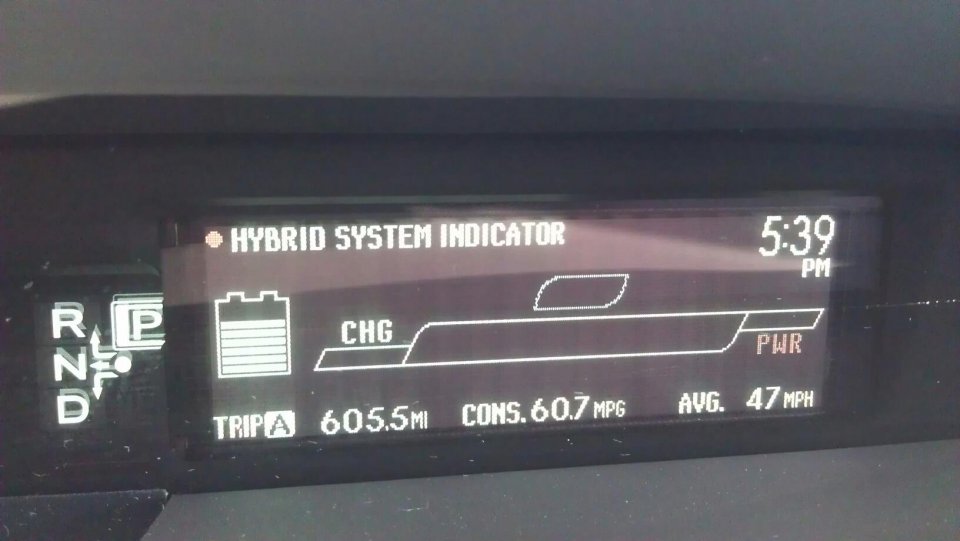 HYBRID SYSTEM INDICATOR
5:39
PM
R
P
N
D
CHG
PWR
TRIP A 605.5 MI CONS. 60.7 MPG AVG. 47 MPH